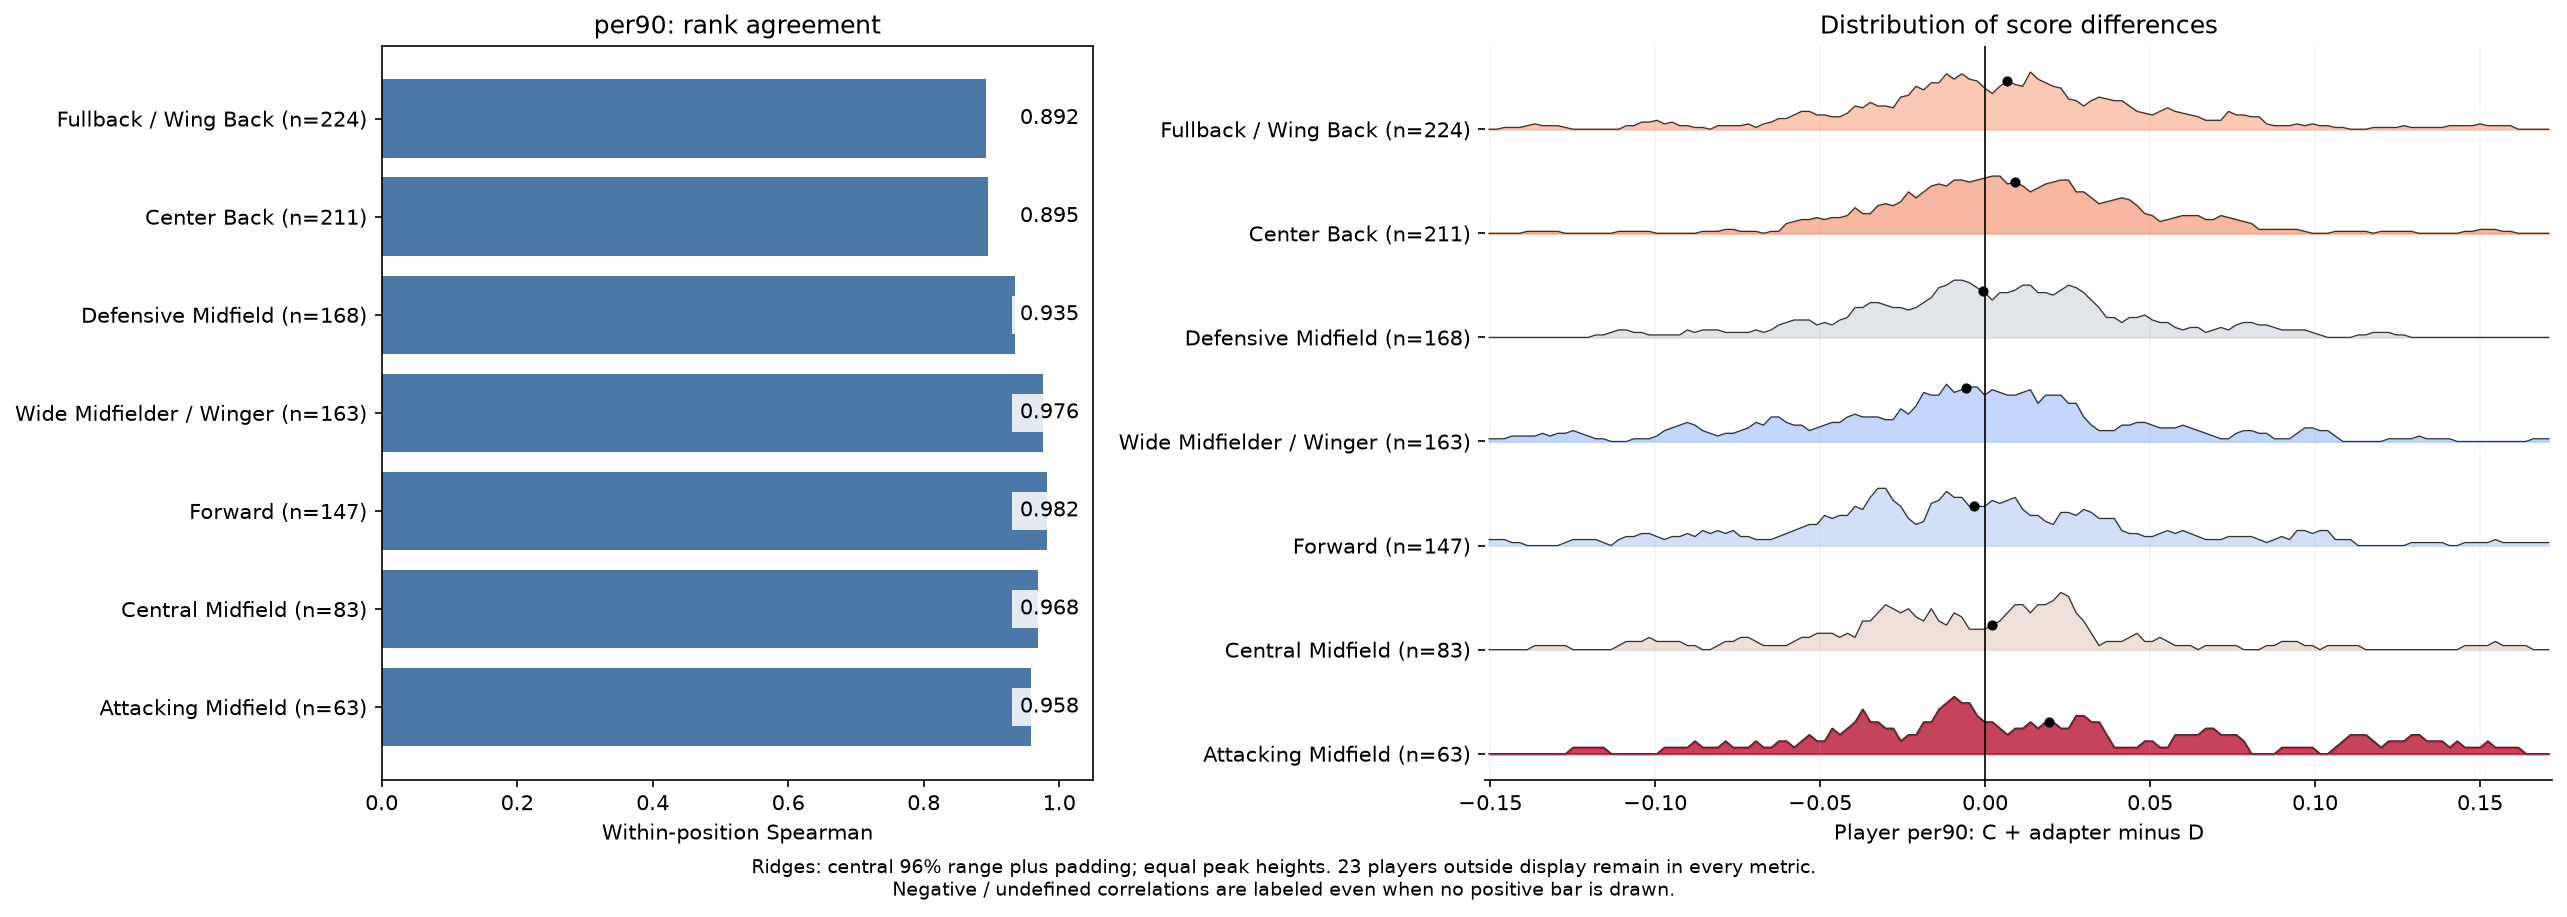 per90: rank agreement
Fullback / Wing Back (n=224)
0.892
Center Back (n=211)
0.895
Defensive Midfield (n=168)
0.935
Wide Midfielder / Winger (n=163)
0.976
Forward (n=147)
0.982
Central Midfield (n=83)
0.968
Attacking Midfield (n=63)
0.958
0.0 0.2 0.4 0.6 0.8 1.0
Within-position Spearman
Distribution of score differences
Fullback / Wing Back (n=224)
Center Back (n=211)
Defensive Midfield (n=168)
Wide Midfielder / Winger (n=163)
Forward (n=147)
Central Midfield (n=83)
Attacking Midfield (n=63)
−0.15 −0.10 −0.05 0.00 0.05 0.10 0.15
Player per90: C + adapter minus D
Ridges: central 96% range plus padding; equal peak heights. 23 players outside display remain in every metric.
Negative / undefined correlations are labeled even when no positive bar is drawn.